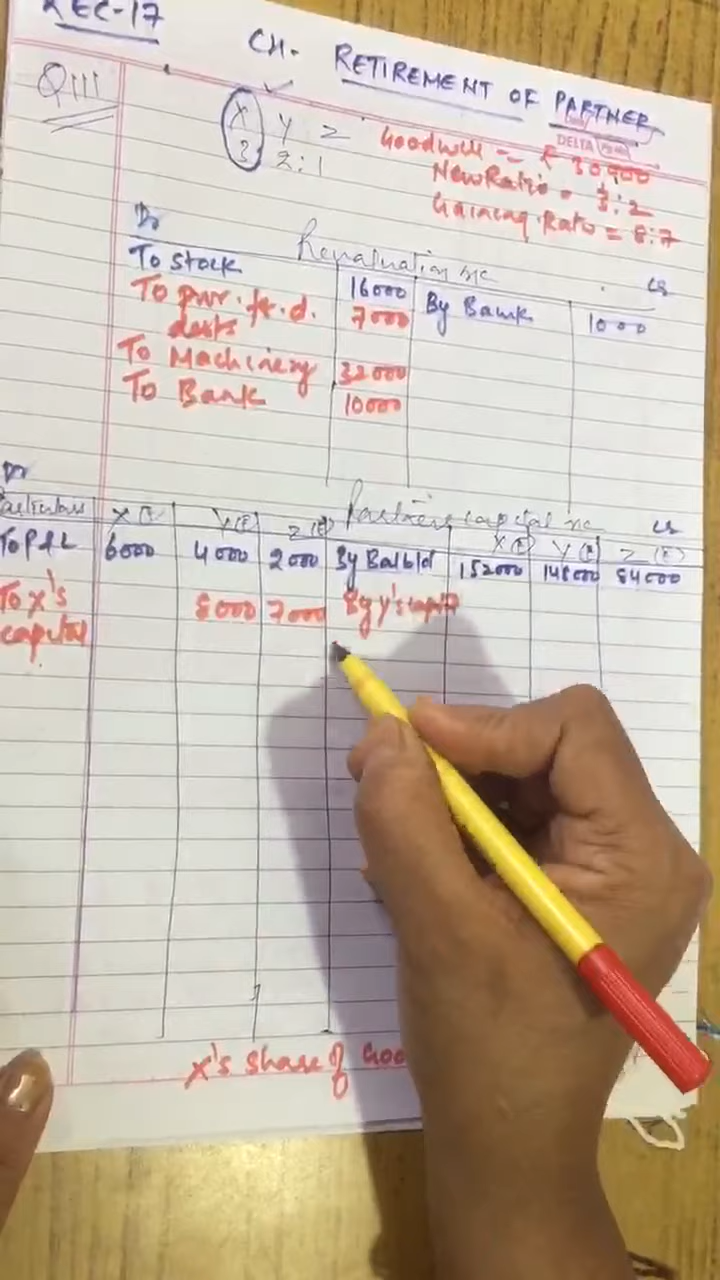 REC-17
CH. RETIREMENT OF PARTNER
DELTA
Q111
X Y Z
3 2:1
Goodwill = ₹ 30,000
New Ratio = 3:2
Gaining Ratio = 8:7
Dr Revaluation A/c Cr
To Stock 16000 By Bank 1000
To prov. for d. debts 7000
To Machinery 32000
To Bank 10000
Dr Partners capital A/c Cr
Particulars X(₹) Y(₹) Z(₹) X(₹) Y(₹) Z(₹)
To P&L 6000 4000 2000 By Bal b/d 152000 148000 84000
To X's capital 8000 7000 By Y's capital
X's share of Goo